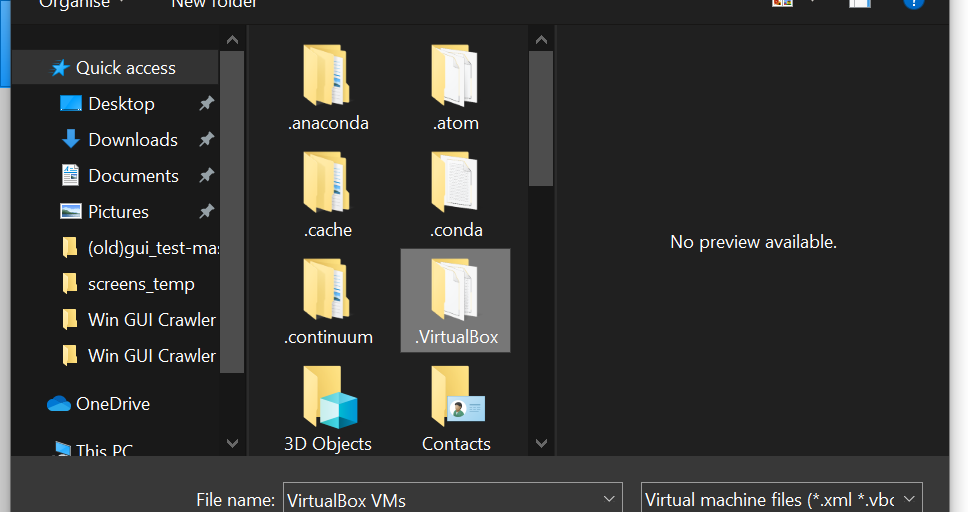 Organise
New folder
?
Quick access
Desktop
Downloads
Documents
Pictures
(old)gui_test-mas
screens_temp
Win GUI Crawler
Win GUI Crawler
OneDrive
This PC
.anaconda
.atom
.cache
.conda
.continuum
.VirtualBox
3D Objects
Contacts
No preview available.
File name:
VirtualBox VMs
Virtual machine files (*.xml *.vbo